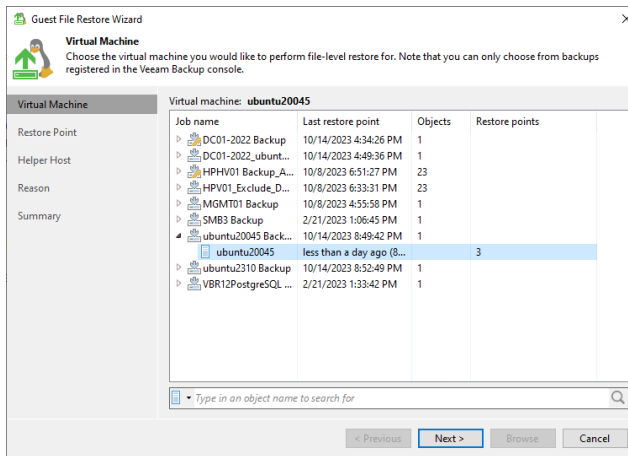 Guest File Restore Wizard
Virtual Machine
Choose the virtual machine you would like to perform file-level restore for. Note that you can only choose from backups
registered in the Veeam Backup console.
Virtual Machine
Restore Point
Helper Host
Reason
Summary
Virtual machine: ubuntu20045
Job name Last restore point Objects Restore points
DC01-2022 Backup 10/14/2023 4:34:26 PM 1
DC01-2022_ubunt... 10/14/2023 4:49:36 PM 1
HPHV01 Backup_A... 10/8/2023 6:51:27 PM 23
HPV01_Exclude_D... 10/8/2023 6:33:31 PM 23
MGMT01 Backup 10/8/2023 4:55:58 PM 1
SMB3 Backup 2/21/2023 1:06:45 PM 1
ubuntu20045 Back... 10/14/2023 8:49:42 PM 1
ubuntu20045 less than a day ago (8... 3
ubuntu2310 Backup 10/14/2023 8:52:49 PM 1
VBR12PostgreSQL ... 2/21/2023 1:33:42 PM 1
Type in an object name to search for
< Previous Next > Browse Cancel